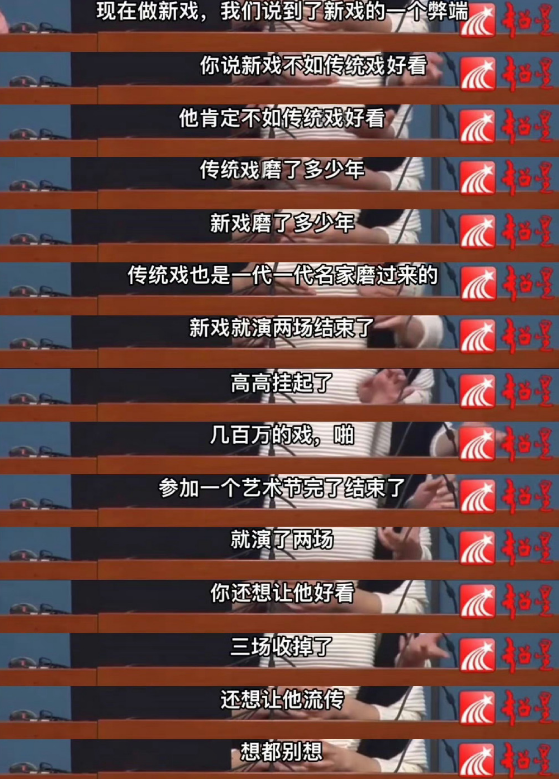 现在做新戏，我们说到了新戏的一个弊端
你说新戏不如传统戏好看
他肯定不如传统戏好看
传统戏磨了多少年
新戏磨了多少年
传统戏也是一代一代名家磨过来的
新戏就演两场结束了
高高挂起了
几百万的戏，啪
参加一个艺术节完了结束了
就演了两场
你还想让他好看
三场收掉了
还想让他流传
想都别想